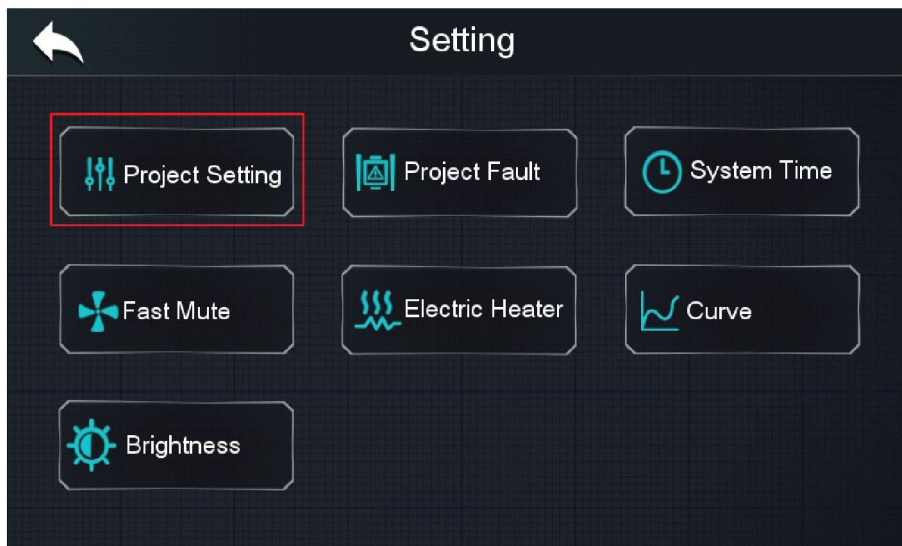 Setting
Project Setting
Project Fault
System Time
Fast Mute
Electric Heater
Curve
Brightness